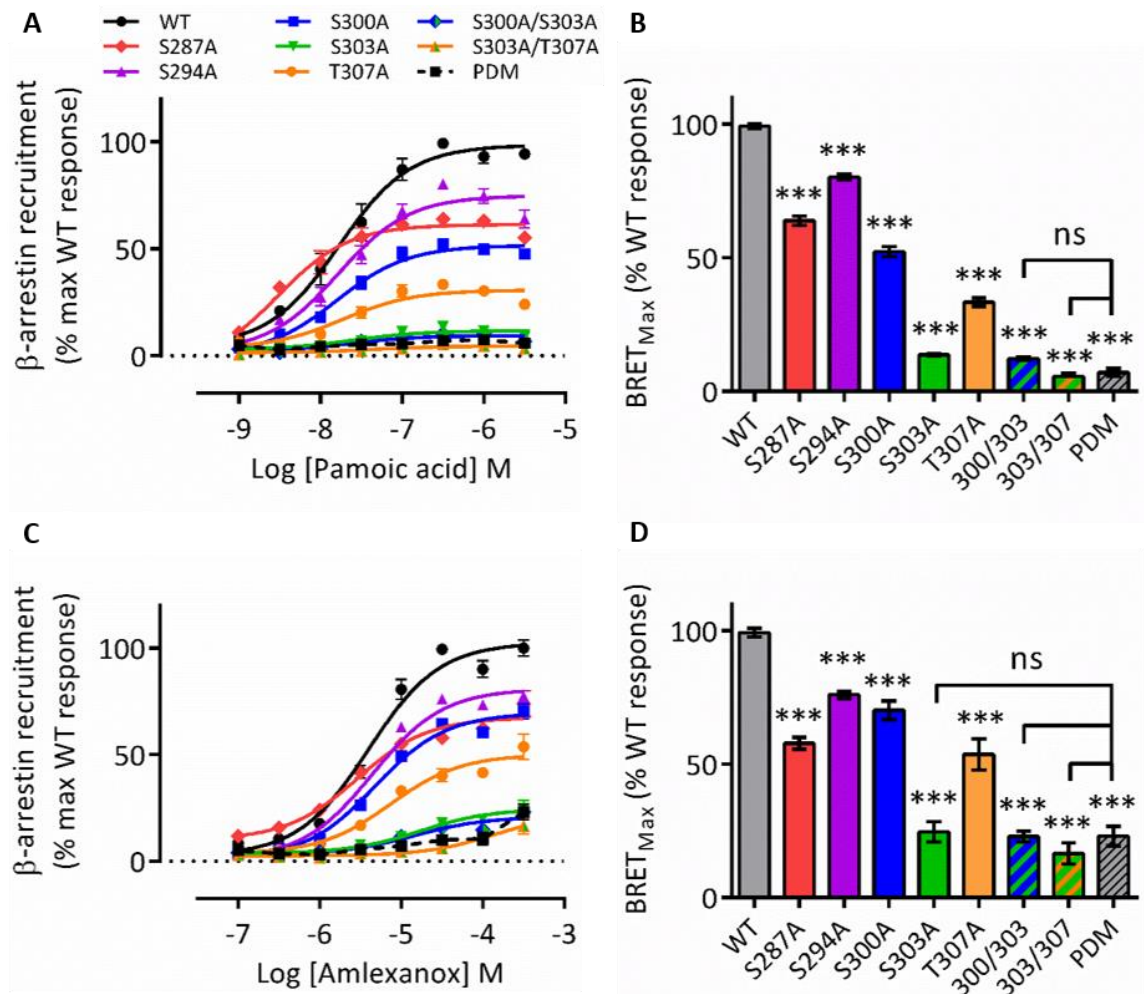 A
WT
S300A
S300A/S303A
S287A
S303A
S303A/T307A
S294A
T307A
PDM
β-arrestin recruitment
(% max WT response)
100
50
0
-9
-8
-7
-6
-5
Log [Pamoic acid] M
B
BRETMax (% WT response)
100
50
0
***
***
***
***
***
***
***
***
ns
WT
S287A
S294A
S300A
S303A
T307A
300/303
303/307
PDM
C
β-arrestin recruitment
(% max WT response)
100
50
0
-7
-6
-5
-4
-3
Log [Amlexanox] M
D
BRETMax (% WT response)
100
50
0
***
***
***
***
***
***
***
***
ns
WT
S287A
S294A
S300A
S303A
T307A
300/303
303/307
PDM